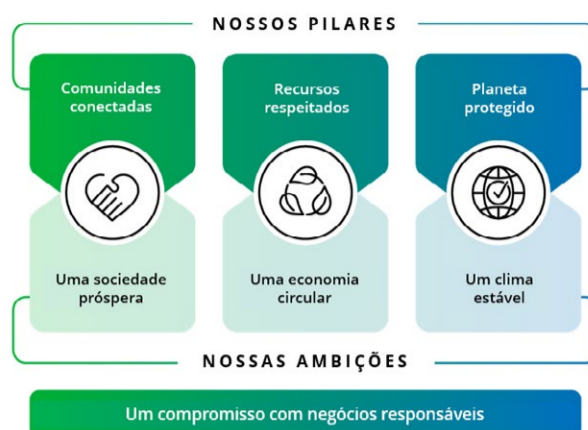 NOSSOS PILARES
Comunidades
conectadas
Recursos
respeitados
Planeta
protegido
Uma sociedade
próspera
Uma economia
circular
Um clima
estável
NOSSAS AMBIÇÕES
Um compromisso com negócios responsáveis